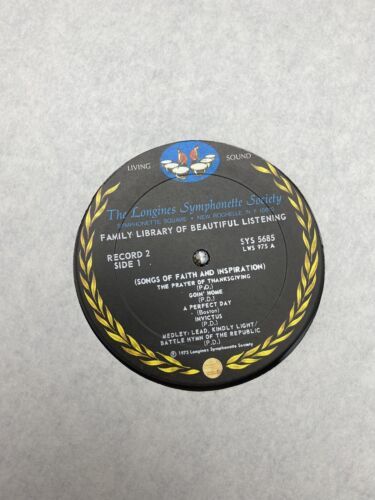 LIVING SOUND
The Longines Symphonette Society
SYMPHONETTE SQUARE • NEW ROCHELLE, N.Y. 10810
FAMILY LIBRARY OF BEAUTIFUL LISTENING
RECORD 2
SIDE 1
SYS 5685
LWS 975 A
(SONGS OF FAITH AND INSPIRATION)
THE PRAYER OF THANKSGIVING
(P.D.)
GOIN' HOME
(P.D.)
A PERFECT DAY
(Boston)
INVICTUS
(P.D.)
MEDLEY: LEAD, KINDLY LIGHT/
BATTLE HYMN OF THE REPUBLIC
(P.D.)
℗ 1973 Longines Symphonette Society